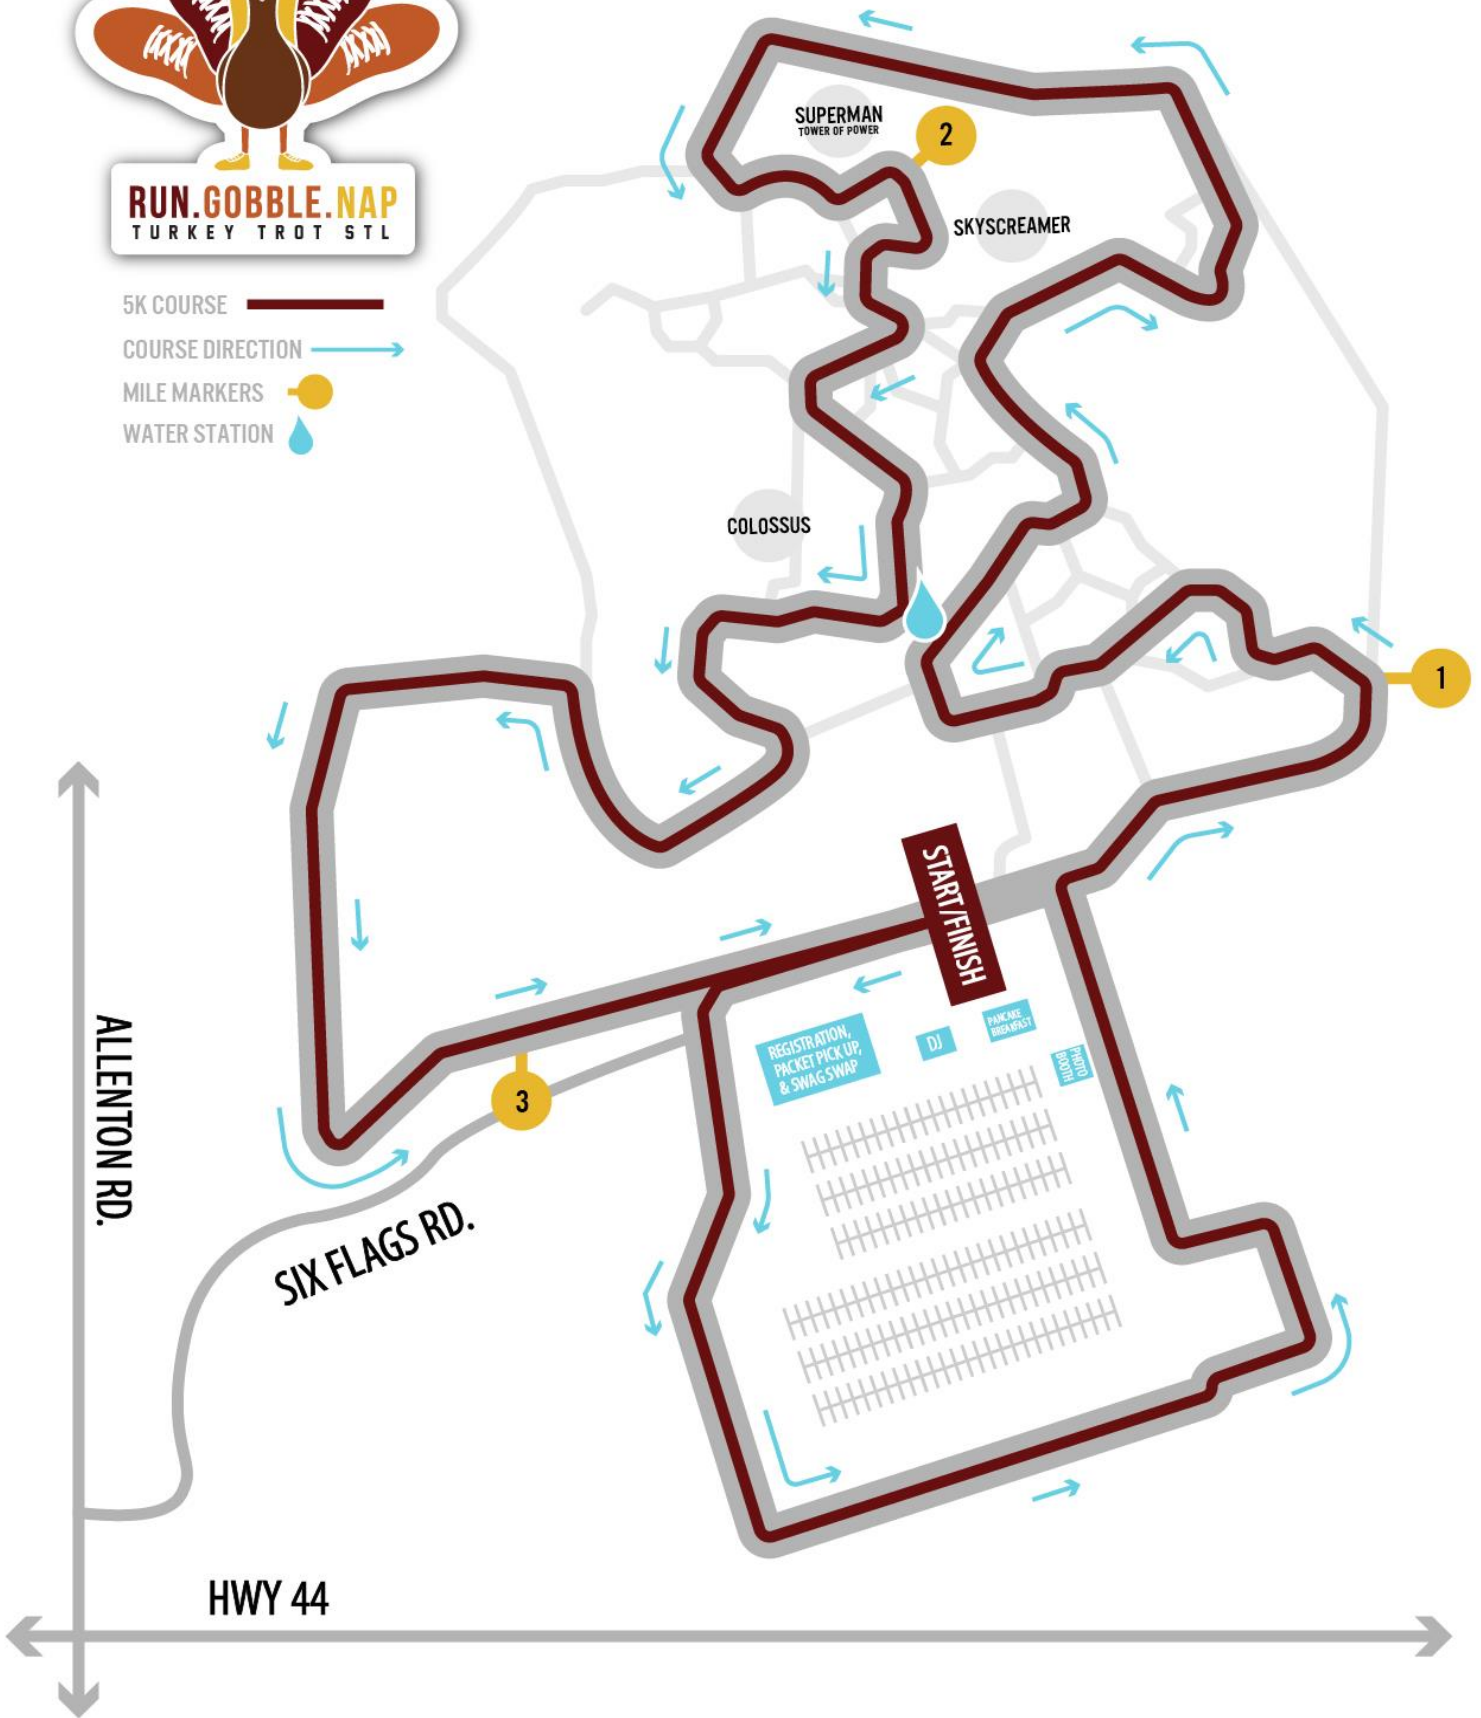 RUN.GOBBLE.NAP
TURKEY TROT STL
5K COURSE
COURSE DIRECTION
MILE MARKERS
WATER STATION
SUPERMAN
TOWER OF POWER
2
SKYSCREAMER
COLOSSUS
1
START/FINISH
REGISTRATION,
PACKET PICK UP,
& SWAG SWAP
DJ
PANCAKE
BREAKFAST
PHOTO
BOOTH
3
ALLENTON RD.
SIX FLAGS RD.
HWY 44